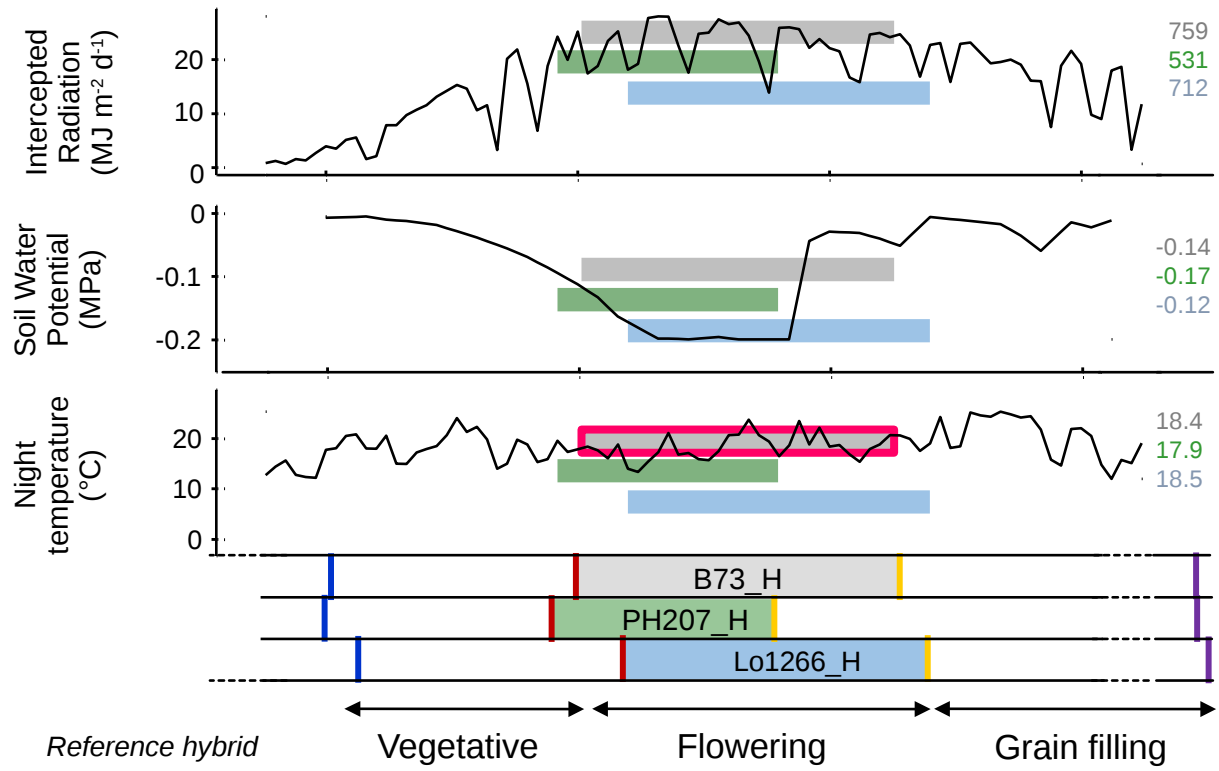 Intercepted
Radiation
(MJ m⁻² d⁻¹)
20
10
0
759
531
712
Soil Water
Potential
(MPa)
0
-0.1
-0.2
-0.14
-0.17
-0.12
Night
temperature
(°C)
20
10
0
18.4
17.9
18.5
B73_H
PH207_H
Lo1266_H
Reference hybrid
Vegetative
Flowering
Grain filling